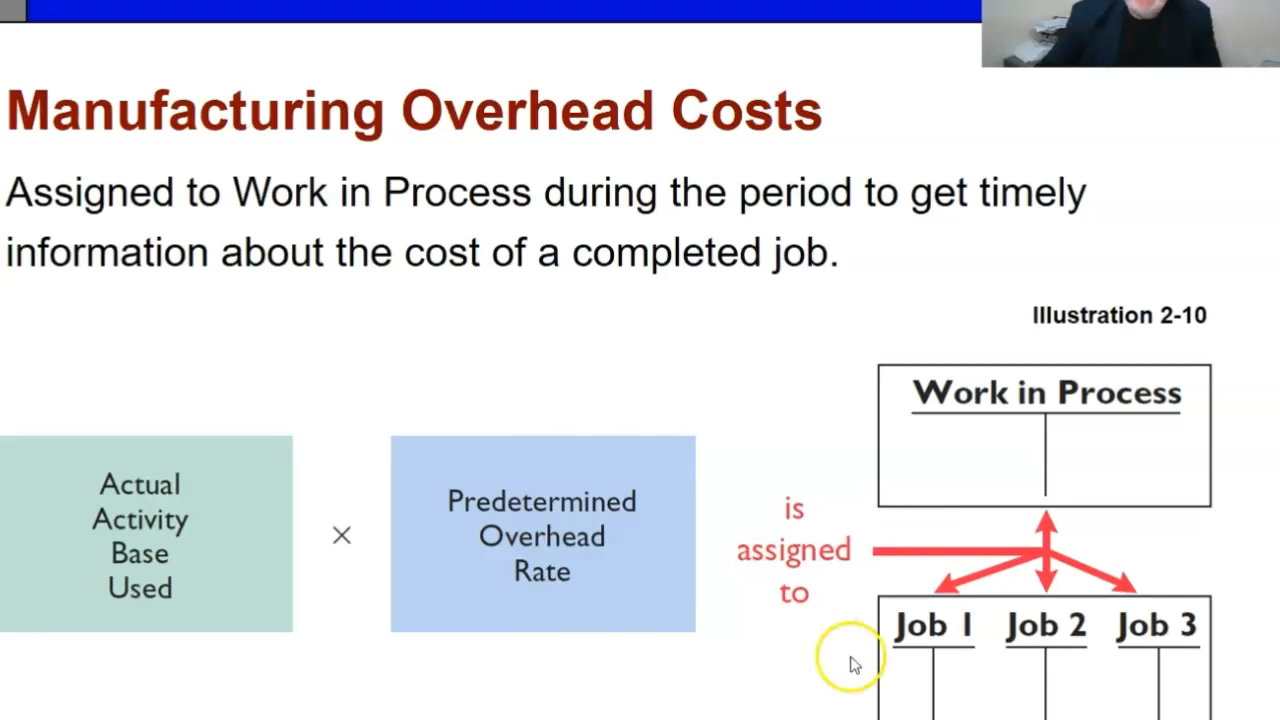 Manufacturing Overhead Costs
Assigned to Work in Process during the period to get timely
information about the cost of a completed job.
Illustration 2-10
Work in Process
Actual
Activity
Base
Used
×
Predetermined
Overhead
Rate
is
assigned
to
Job 1 Job 2 Job 3